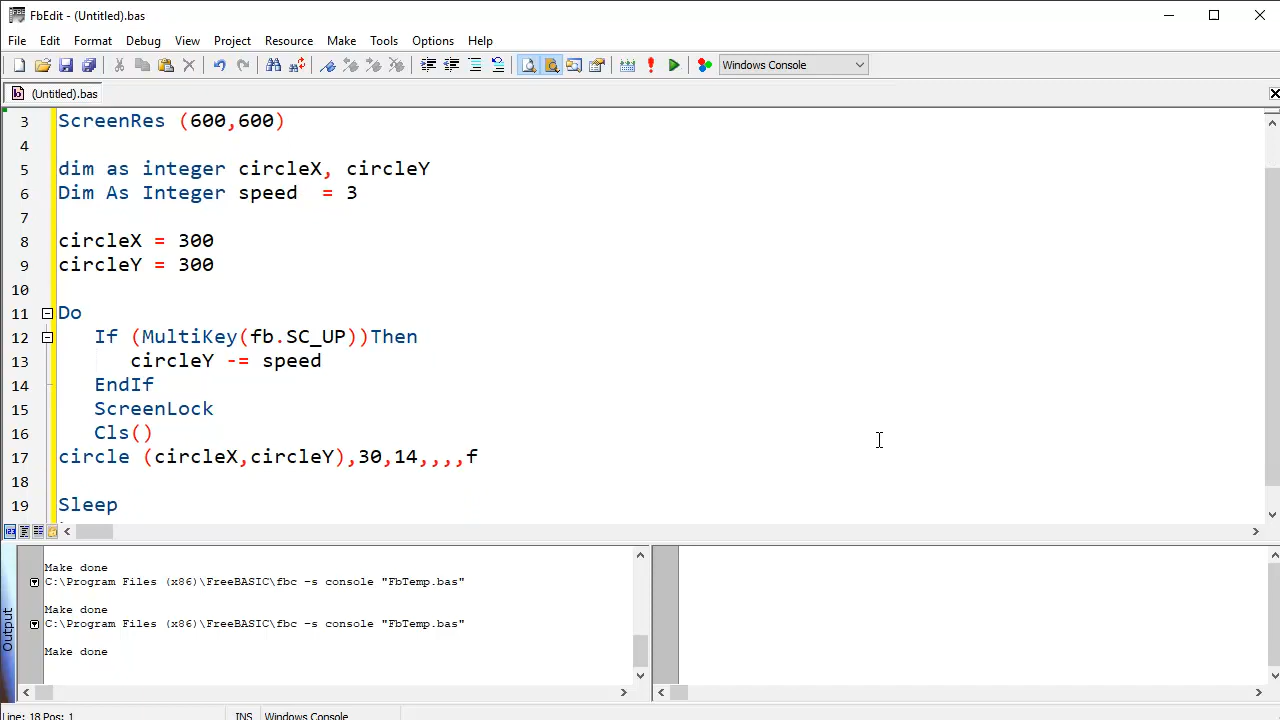 FbEdit - (Untitled).bas
File Edit Format Debug View Project Resource Make Tools Options Help
Windows Console
(Untitled).bas
3 ScreenRes (600,600)
4
5 dim as integer circleX, circleY
6 Dim As Integer speed  = 3
7
8 circleX = 300
9 circleY = 300
10
11 Do
12 If (MultiKey(fb.SC_UP))Then
13 circleY -= speed
14 EndIf
15 ScreenLock
16 Cls()
17 circle (circleX,circleY),30,14,,,,f
18
19 Sleep
Output
Make done
C:\Program Files (x86)\FreeBASIC\fbc -s console "FbTemp.bas"
Make done
C:\Program Files (x86)\FreeBASIC\fbc -s console "FbTemp.bas"
Make done
Line: 18 Pos: 1 INS Windows Console